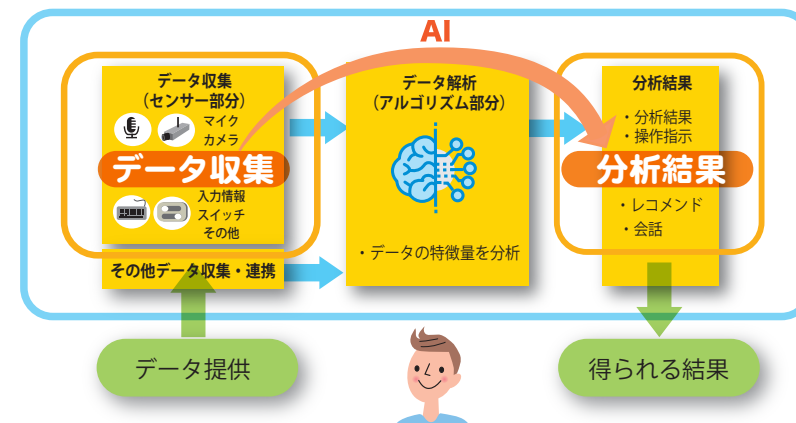 AI
データ収集
(センサー部分)
マイク
カメラ
データ収集
入力情報
スイッチ
その他
その他データ収集・連携
データ解析
(アルゴリズム部分)
・データの特徴量を分析
分析結果
・分析結果
・操作指示
分析結果
・レコメンド
・会話
データ提供
得られる結果